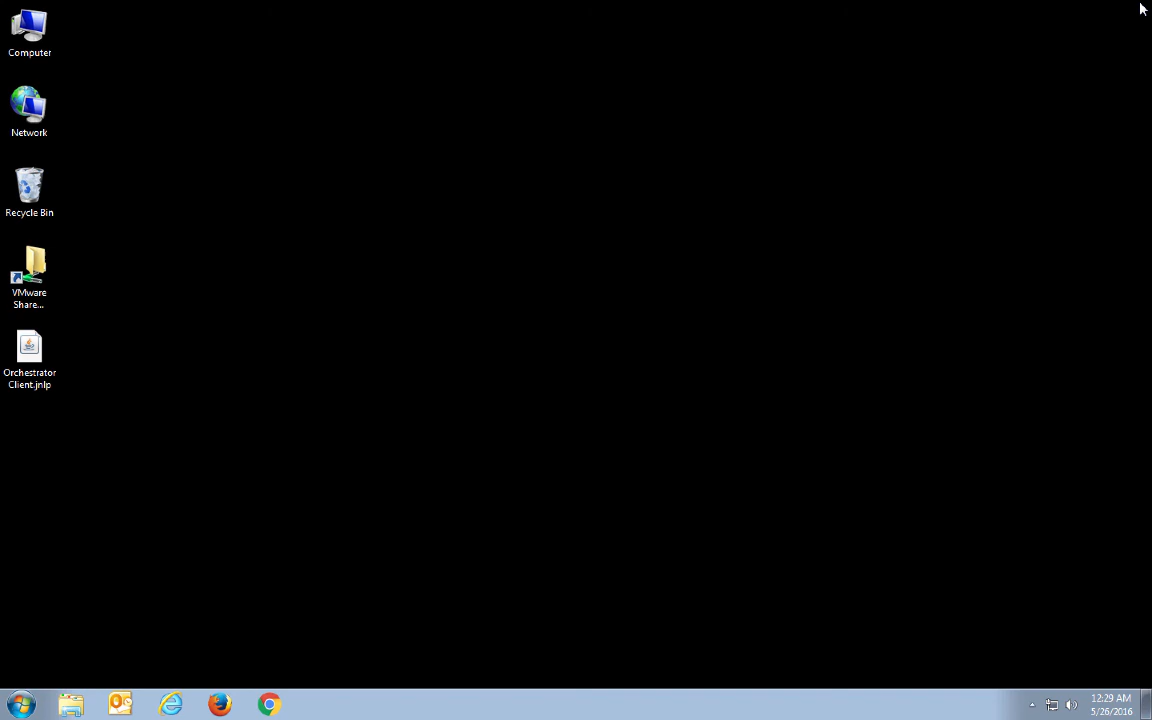 Computer
Network
Recycle Bin
VMware
Share...
Orchestrator
Client.jnlp
12:29 AM
5/26/2016